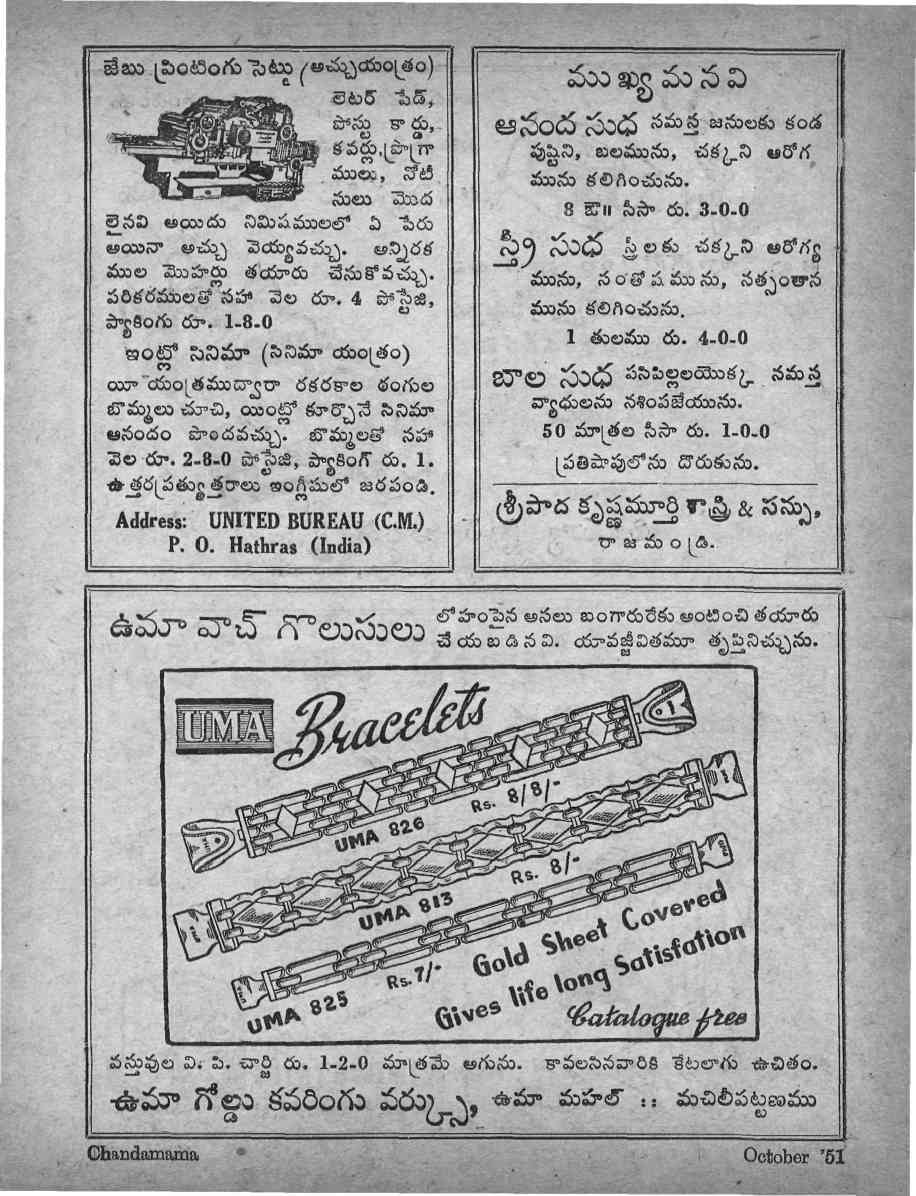 జేబు ప్రింటింగు సెట్టు (అచ్చుయంత్రం)
లెటర్ పేడ్,
పోస్టు కార్డు,
కవర్లు, ప్రొగ్రా
ములు, నోటీ
సులు మొద
లైనవి అయిదు నిమిషములలో ఏ పేరు
అయినా అచ్చు వెయ్యవచ్చు. అన్నిరక
ముల మొహర్లు తయారు చేసుకోవచ్చు.
పరికరములతో సహా వెల రూ. 4 పోస్టేజి,
ప్యాకింగు రూ. 1-8-0
ఇంట్లో సినిమా (సినిమా యంత్రం)
యీ యంత్రముద్వారా రకరకాల ఠంగుల
బొమ్మలు చూచి, యింట్లో కూర్చొనే సినిమా
ఆనందం పొందవచ్చు. బొమ్మలతో సహా
వెల రూ. 2-8-0 పోస్టేజి, ప్యాకింగ్ రు. 1.
ఉత్తరప్రత్యుత్తరాలు ఇంగ్లీషులో జరపండి.
Address: UNITED BUREAU (C.M.)
P. O. Hathras (India)
ముఖ్య మనవి
ఆనంద సుధ సమస్త జనులకు కండ
పుష్టిని, బలమును, చక్కని ఆరోగ
మును కలిగించును.
8 ఔ॥ సీసా రు. 3-0-0
స్త్రీ సుధ స్త్రీలకు చక్కని ఆరోగ్య
మును, సంతోషమును, సత్సంతాన
మును కలిగించును.
1 తులము రు. 4-0-0
బాల సుధ పసిపిల్లలయొక్క సమస్త
వ్యాధులను నశింపజేయును.
50 మాత్రల సీసా రు. 1-0-0
ప్రతిషాపులోను దొరుకును.
శ్రీపాద కృష్ణమూర్తి శాస్త్రి & సన్సు,
రాజమంద్రి.
ఉమా వాచ్ గొలుసులు
లోహంపైన అసలు బంగారురేకు అంటించి తయారు
చేయబడినవి. యావజ్జీవితమూ తృప్తినిచ్చును.
UMA Bracelets
UMA 826 Rs. 8/8/-
UMA 813 Rs. 8/-
UMA 825 Rs. 7/-
Gold Sheet Covered
Gives life long Satisfation
Catalogue free
వస్తువుల వి. పి. చార్జి రు. 1-2-0 మాత్రమే అగును. కావలసినవారికి కేటలాగు ఉచితం.
ఉమా గోల్డు కవరింగు వర్క్సు, ఉమా మహల్ :: మచిలీపట్టణము
Chandamama
October '51